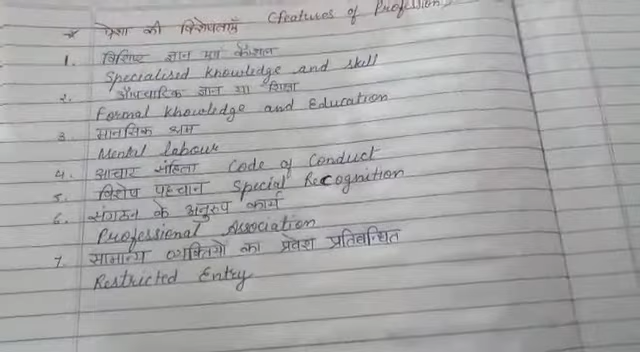 * पेशा की विशेषताएँ (features of Profession)
1. विशिष्ट ज्ञान या कौशल
Specialised knowledge and skill
2. औपचारिक ज्ञान या शिक्षा
Formal knowledge and Education
3. मानसिक श्रम
Mental labour
4. आचार संहिता Code of Conduct
5. विशेष पहचान Special Recognition
6. संगठन के अनुरुप कार्य
Professional Association
7. सामान्य व्यक्तियो का प्रवेश प्रतिबन्धित
Restricted Entry